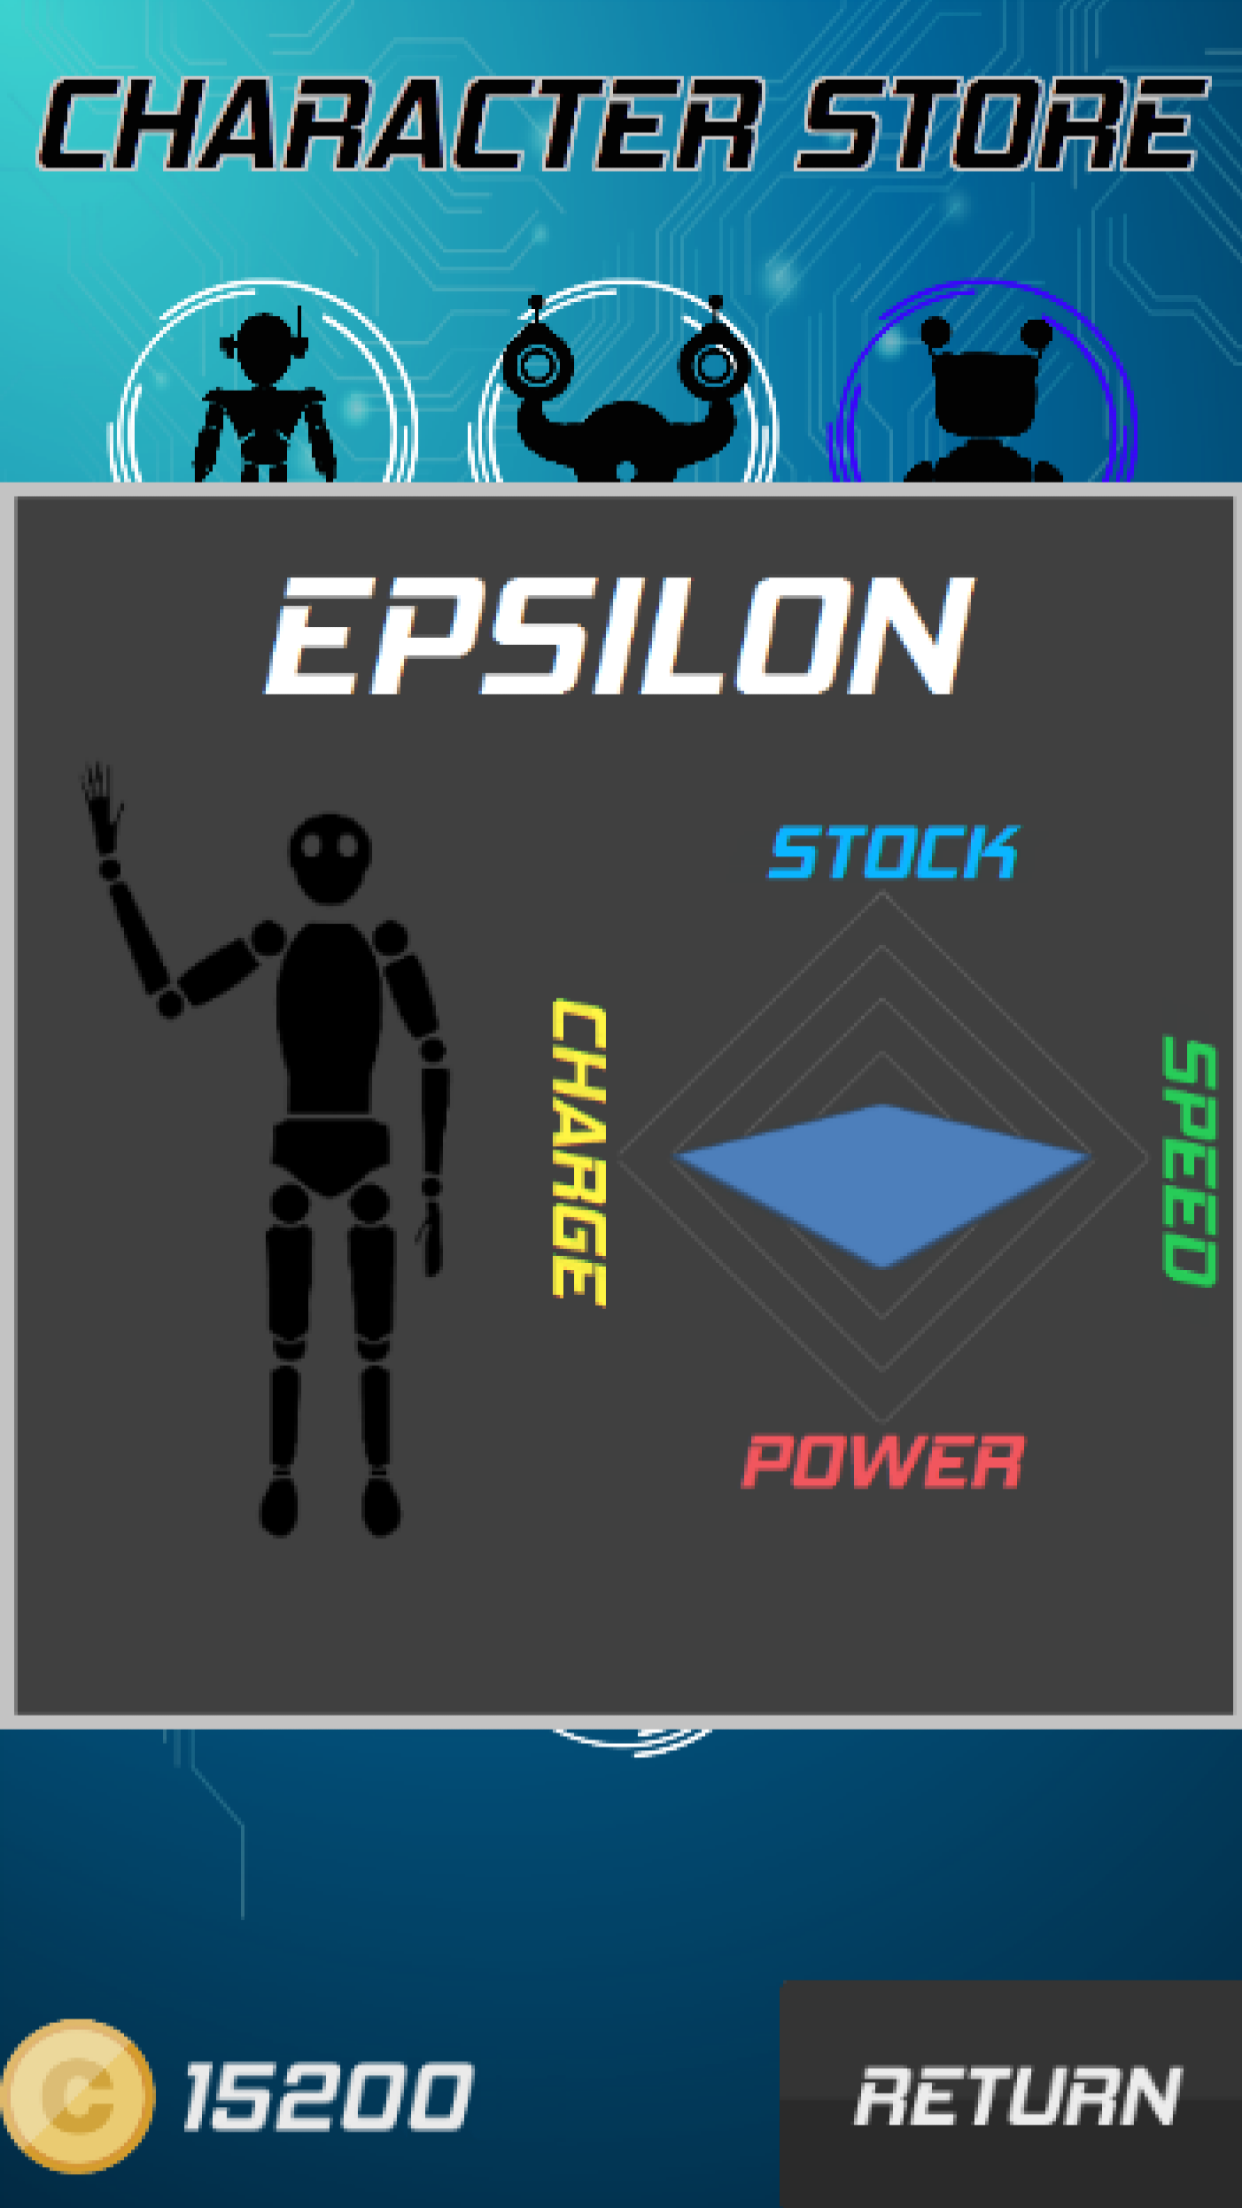 CHARACTER STORE
EPSILON
STOCK
CHARGE
SPEED
POWER
C 15200
RETURN